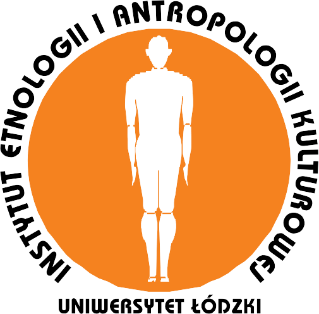 INSTYTUT ETNOLOGII I ANTROPOLOGII KULTUROWEJ
UNIWERSYTET ŁÓDZKI